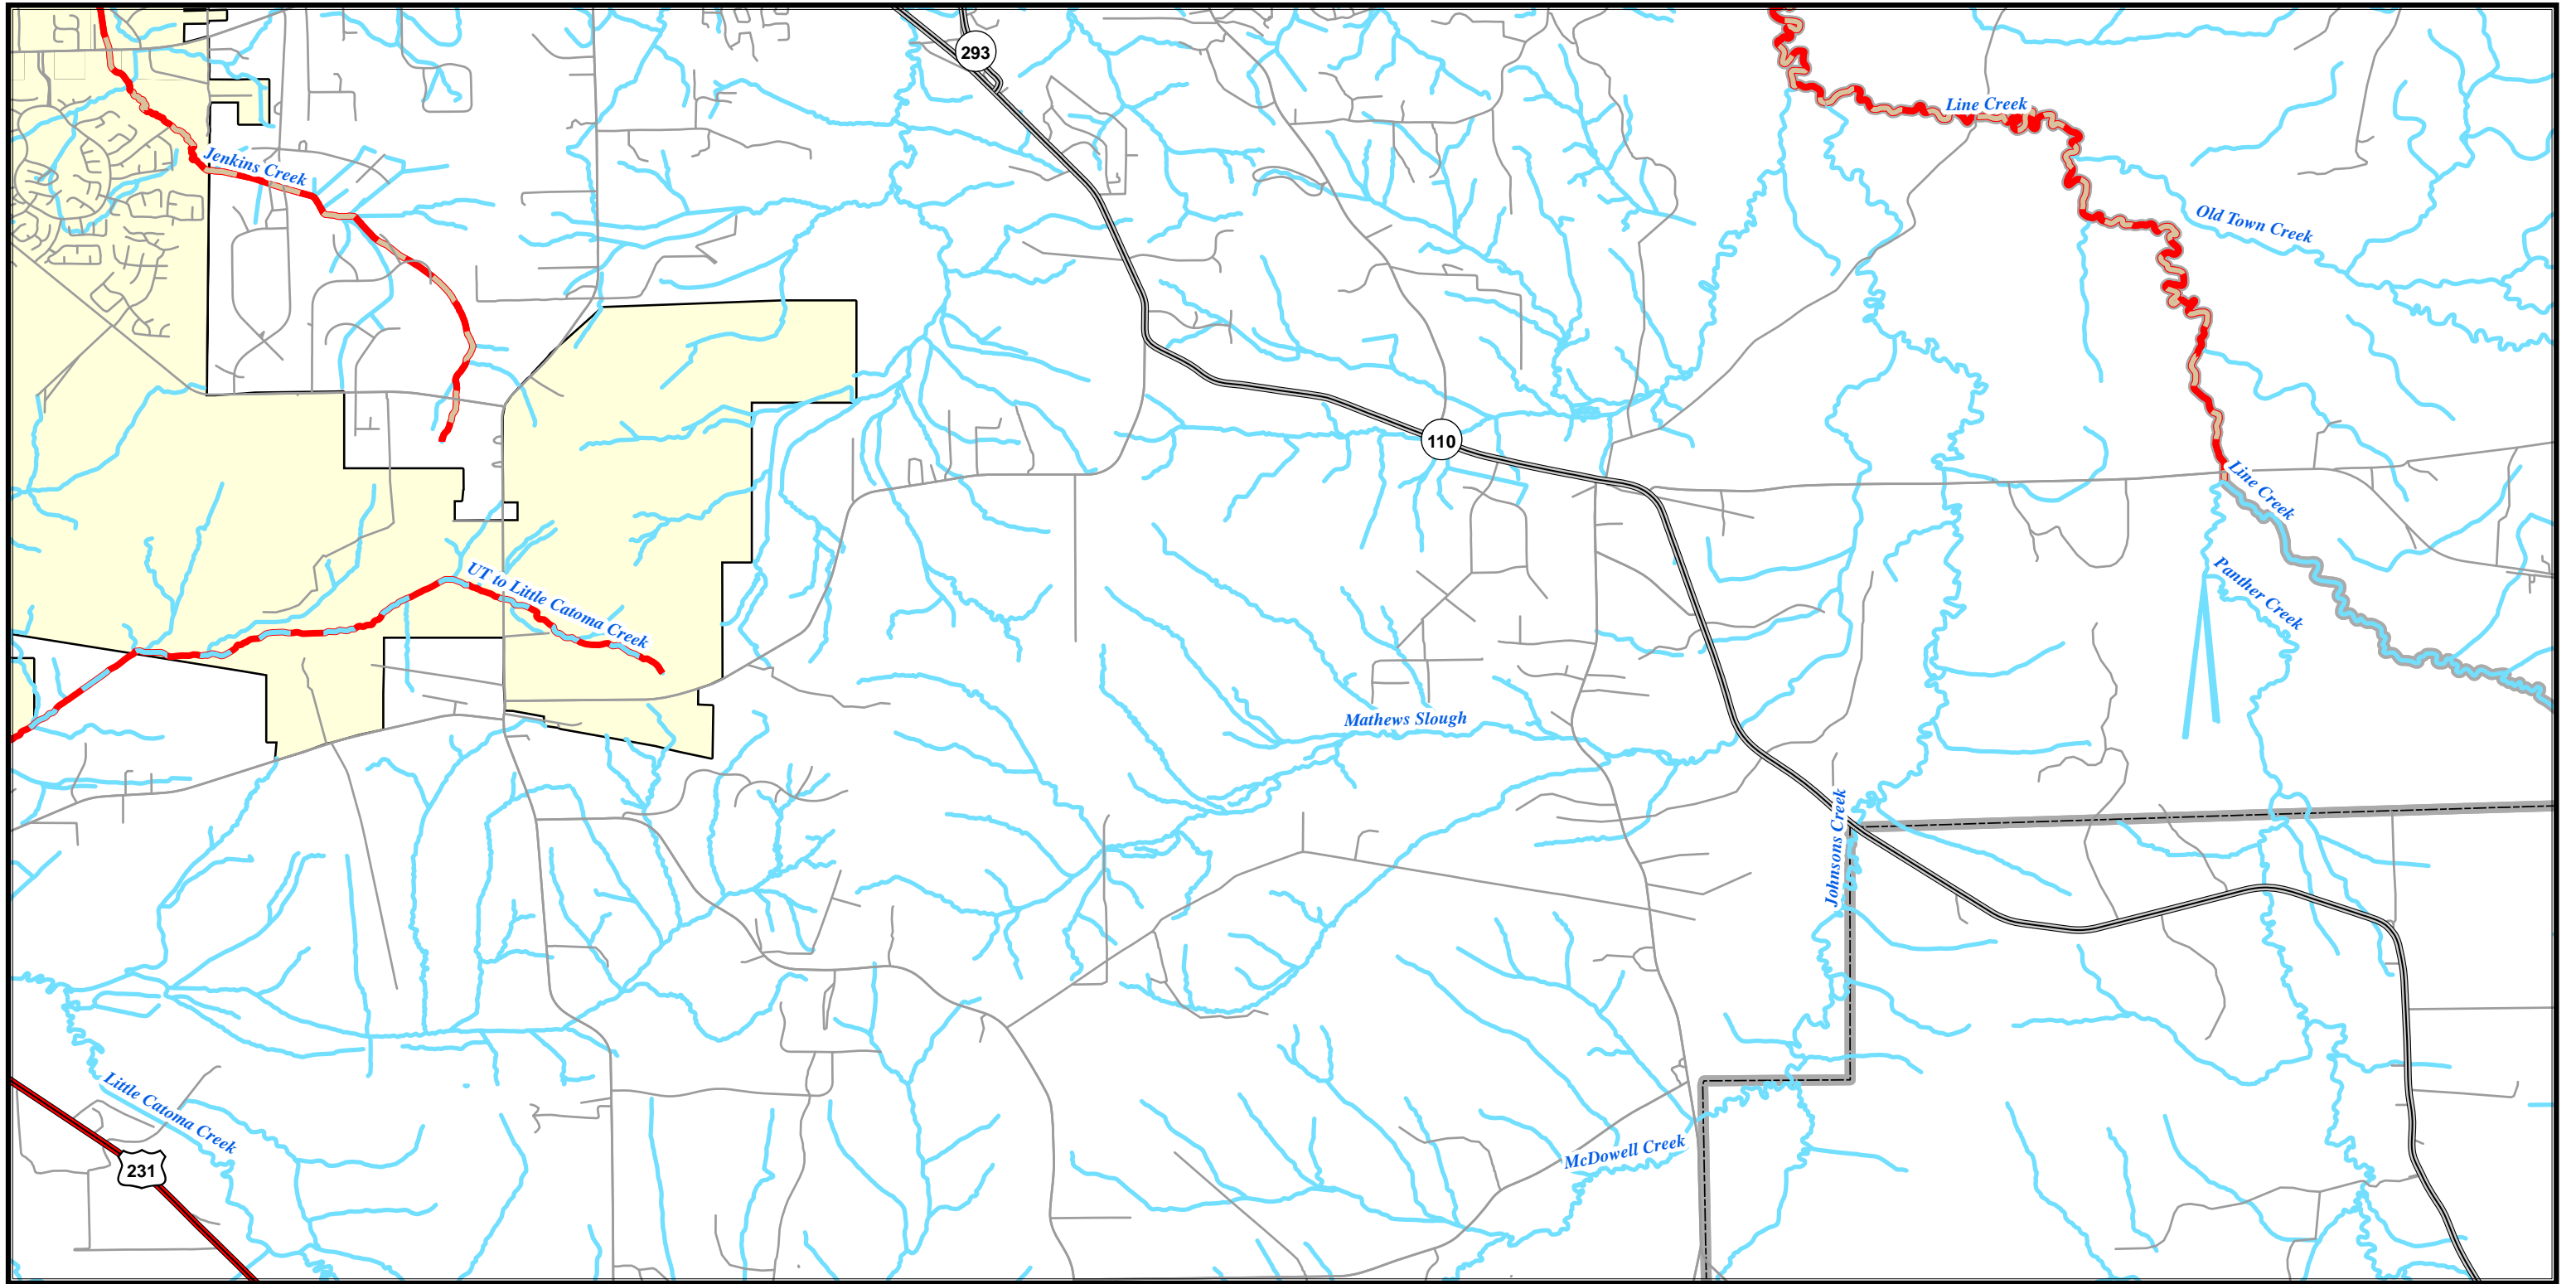 293
Line Creek
Jenkins Creek
Old Town Creek
110
Line Creek
UT to Little Catoma Creek
Panther Creek
Mathews Slough
Johnsons Creek
Little Catoma Creek
McDowell Creek
231